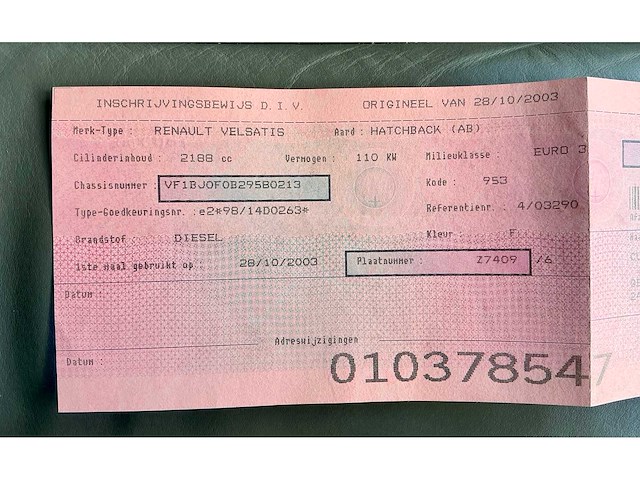 INSCHRIJVINGSBEWIJS D.I.V. ORIGINEEL VAN 28/10/2003
Merk-Type : RENAULT VELSATIS Aard : HATCHBACK (AB)
Cilinderinhoud : 2188 cc Vermogen : 110 KW Milieuklasse : EURO 3
Chassisnummer : VF1BJ0F0B29580213 Kode : 953
Type-Goedkeuringsnr. : e2*98/14D0263* Referentienr. : 4/03290
Brandstof : DIESEL Kleur : F
1ste maal gebruikt op : 28/10/2003 Plaatnummer : Z7409 /6
Datum :
Adreswijzigingen
Datum :
010378547